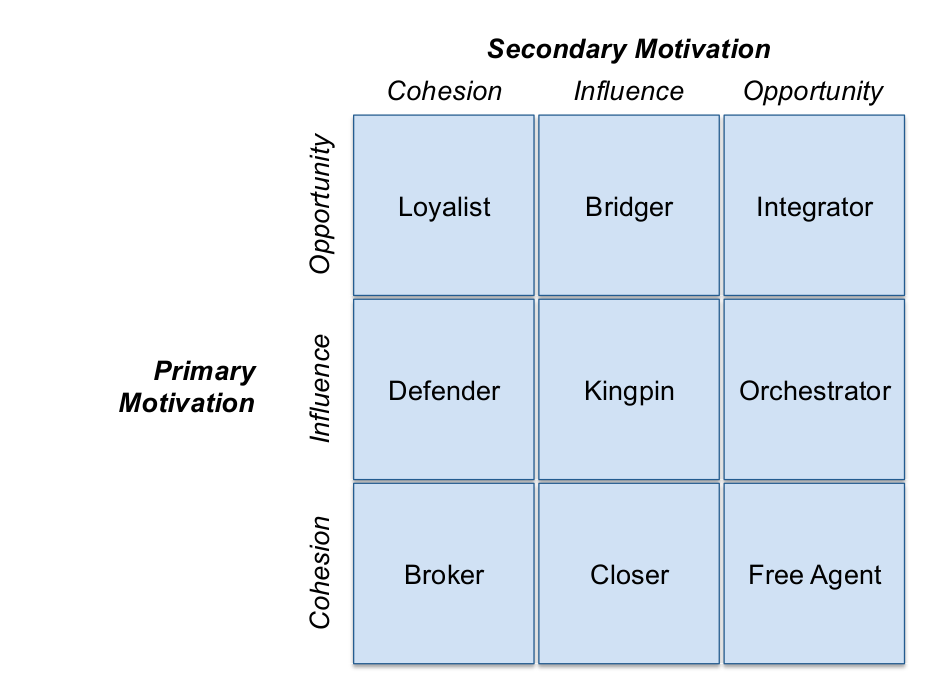 Secondary Motivation
Cohesion Influence Opportunity
Opportunity
Loyalist Bridger Integrator
Primary
Motivation
Influence
Defender Kingpin Orchestrator
Cohesion
Broker Closer Free Agent